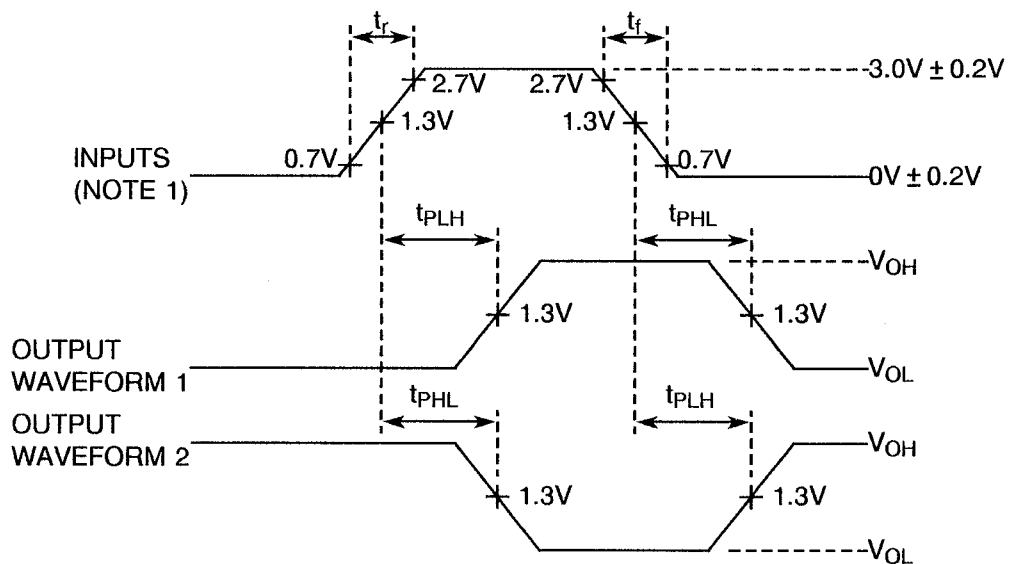 tr tf
2.7V 2.7V 3.0V ± 0.2V
1.3V 1.3V
0.7V 0.7V
INPUTS
(NOTE 1)
0V ± 0.2V
tPLH tPHL
VOH
1.3V 1.3V
OUTPUT
WAVEFORM 1
VOL
tPHL tPLH
OUTPUT
WAVEFORM 2
VOH
1.3V 1.3V
VOL